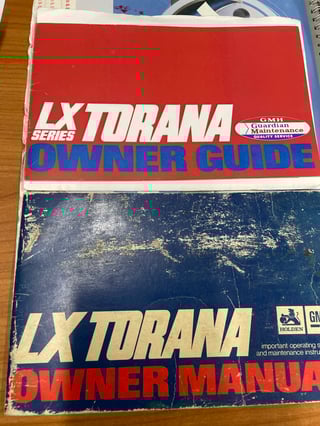 LX TORANA
SERIES
GMH
Guardian
Maintenance
QUALITY SERVICE
OWNER GUIDE
LX TORANA
HOLDEN
GM
important operating s
and maintenance instru
OWNER MANUA